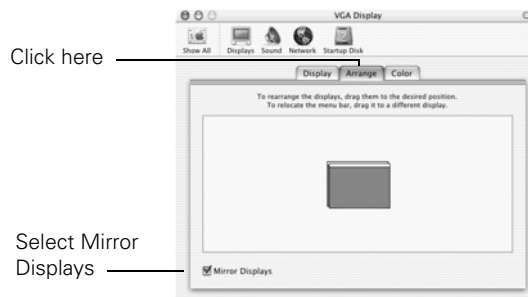 VGA Display
Show All Displays Sound Network Startup Disk
Click here
Display Arrange Color
To rearrange the displays, drag them to the desired position.
To relocate the menu bar, drag it to a different display.
Select Mirror
Displays
Mirror Displays